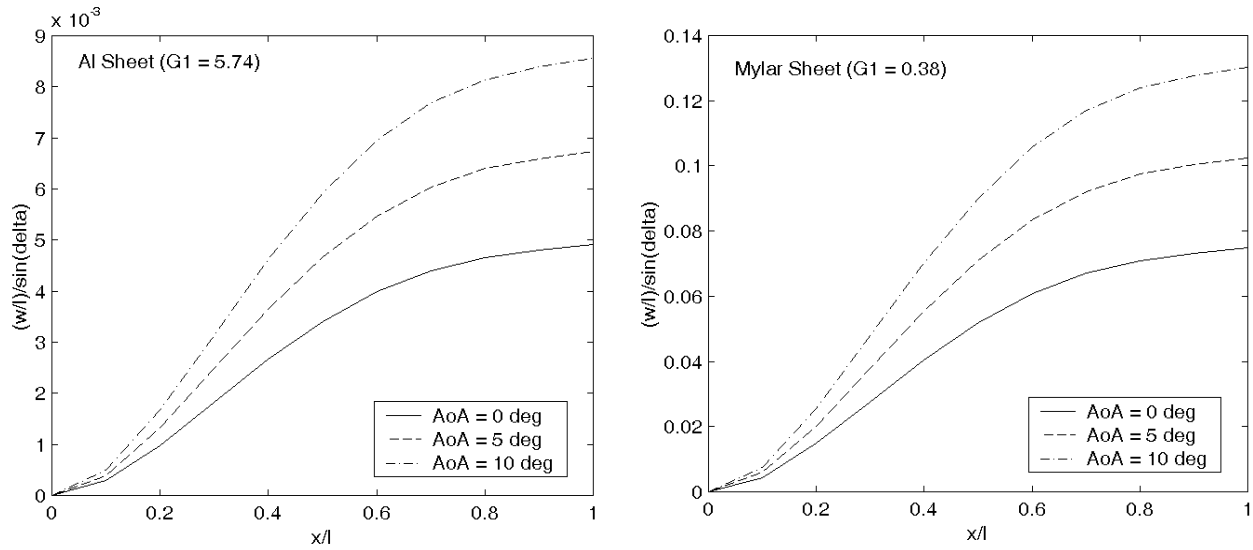 x 10⁻³
9
8
7
6
5
4
3
2
1
0
(w/l)/sin(delta)
Al Sheet (G1 = 5.74)
AoA = 0 deg
AoA = 5 deg
AoA = 10 deg
0 0.2 0.4 0.6 0.8 1
x/l
0.14
0.12
0.1
0.08
0.06
0.04
0.02
0
(w/l)/sin(delta)
Mylar Sheet (G1 = 0.38)
AoA = 0 deg
AoA = 5 deg
AoA = 10 deg
0 0.2 0.4 0.6 0.8 1
x/l